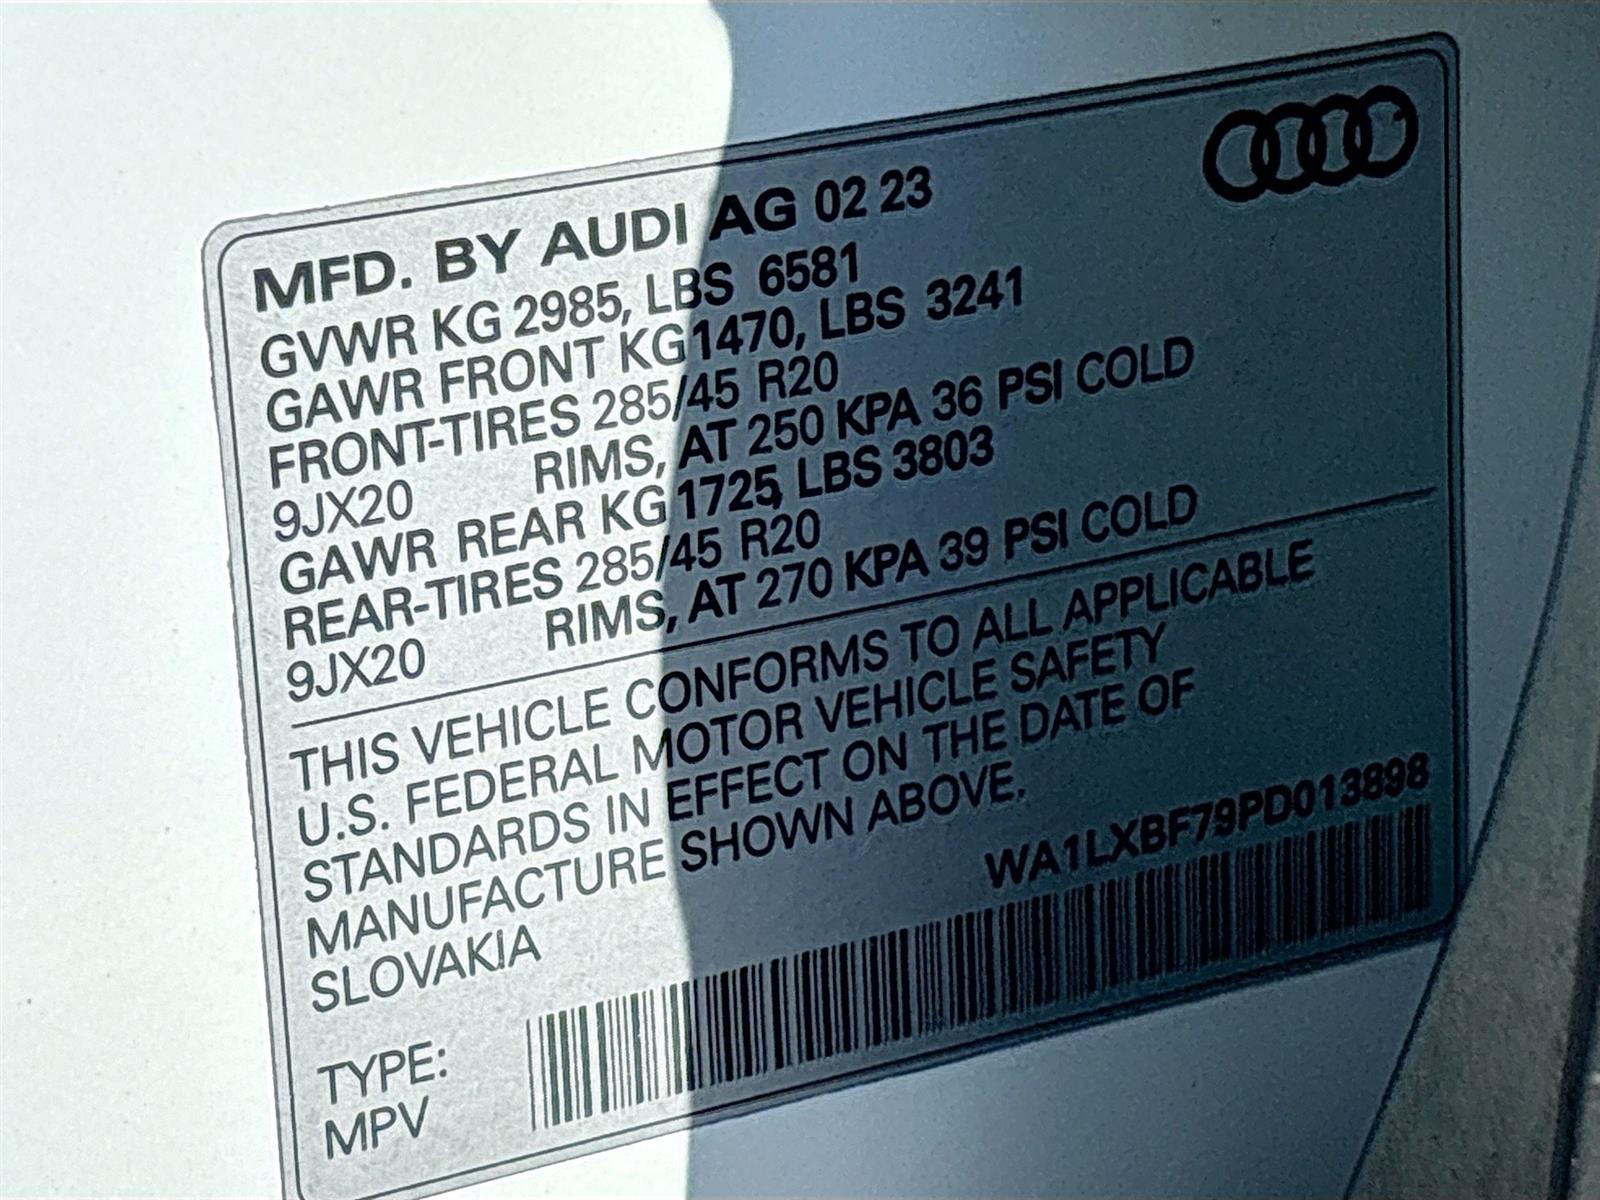 MFD. BY AUDI AG 02 23
GVWR KG 2985, LBS 6581
GAWR FRONT KG 1470, LBS 3241
FRONT-TIRES 285/45 R20
9JX20 RIMS, AT 250 KPA 36 PSI COLD
GAWR REAR KG 1725, LBS 3803
REAR-TIRES 285/45 R20
9JX20 RIMS, AT 270 KPA 39 PSI COLD
THIS VEHICLE CONFORMS TO ALL APPLICABLE
U.S. FEDERAL MOTOR VEHICLE SAFETY
STANDARDS IN EFFECT ON THE DATE OF
MANUFACTURE SHOWN ABOVE.
SLOVAKIA
WA1LXBF79PD013898
TYPE:
MPV